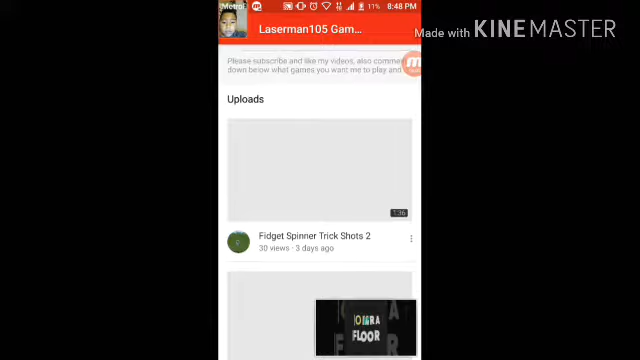 MetroP
11%
8:48 PM
Laserman105 Gam...
Made with KINEMASTER
Please subscribe and like my videos, also comme
down below what games you want me to play and
Uploads
1:36
Fidget Spinner Trick Shots 2
30 views · 3 days ago
FLOOR